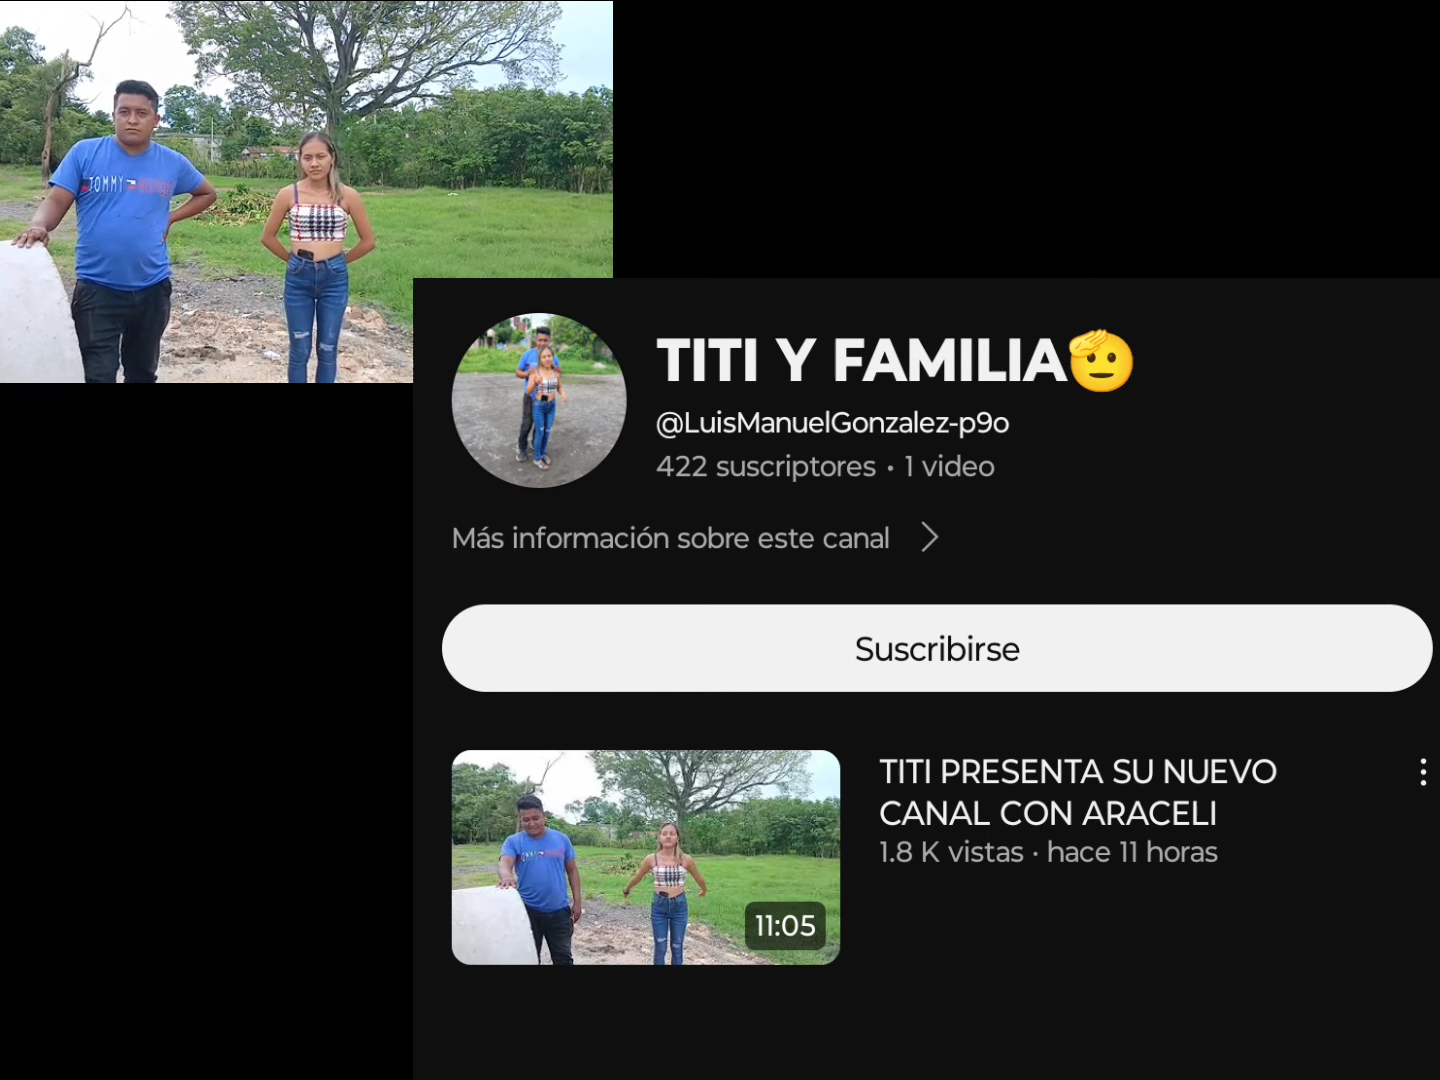 TOMMY
TITI Y FAMILIA🫡
@LuisManuelGonzalez-p9o
422 suscriptores • 1 video
Más información sobre este canal
Suscribirse
11:05
TITI PRESENTA SU NUEVO
CANAL CON ARACELI
1.8 K vistas · hace 11 horas